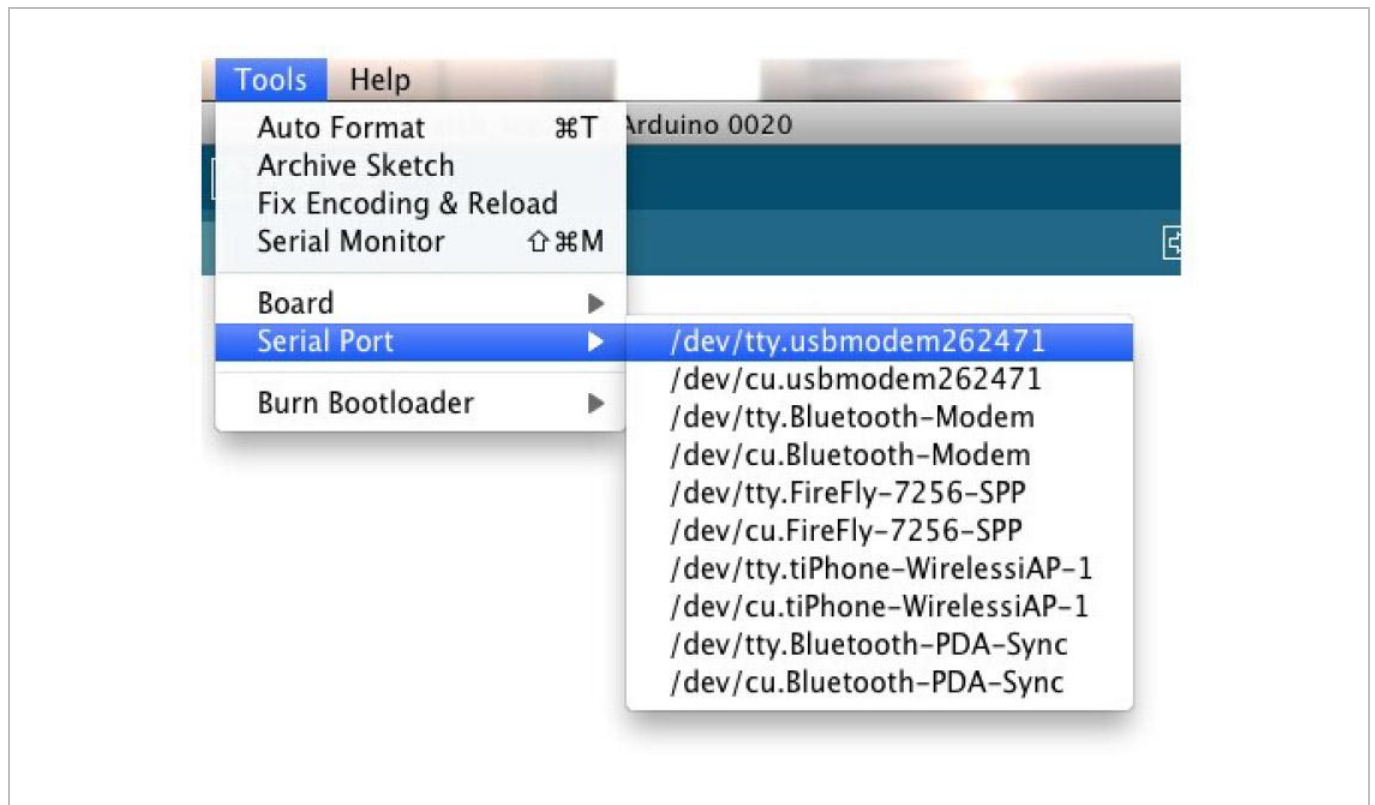 Tools Help
Auto Format ⌘T
Arduino 0020
Archive Sketch
Fix Encoding & Reload
Serial Monitor ⇧⌘M
Board
Serial Port
/dev/tty.usbmodem262471
/dev/cu.usbmodem262471
/dev/tty.Bluetooth-Modem
Burn Bootloader
/dev/cu.Bluetooth-Modem
/dev/tty.FireFly-7256-SPP
/dev/cu.FireFly-7256-SPP
/dev/tty.tiPhone-WirelessiAP-1
/dev/cu.tiPhone-WirelessiAP-1
/dev/tty.Bluetooth-PDA-Sync
/dev/cu.Bluetooth-PDA-Sync